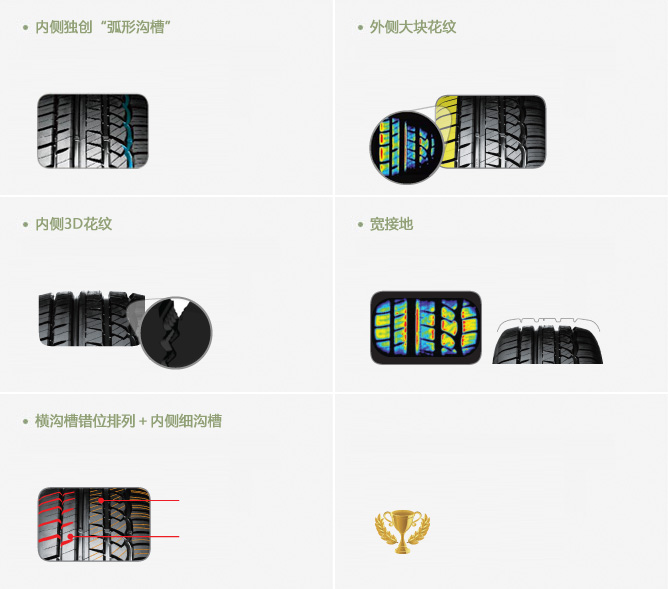 • 内侧独创“弧形沟槽”
• 外侧大块花纹
• 内侧3D花纹
• 宽接地
• 横沟槽错位排列 + 内侧细沟槽